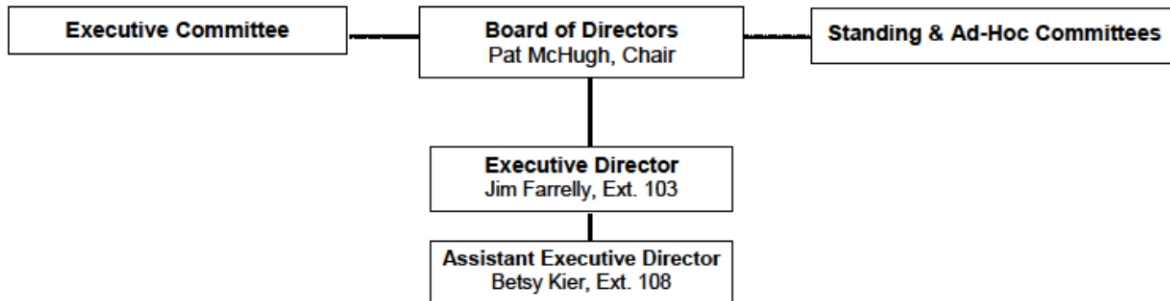 Executive Committee
Board of Directors
Pat McHugh, Chair
Standing & Ad-Hoc Committees
Executive Director
Jim Farrelly, Ext. 103
Assistant Executive Director
Betsy Kier, Ext. 108